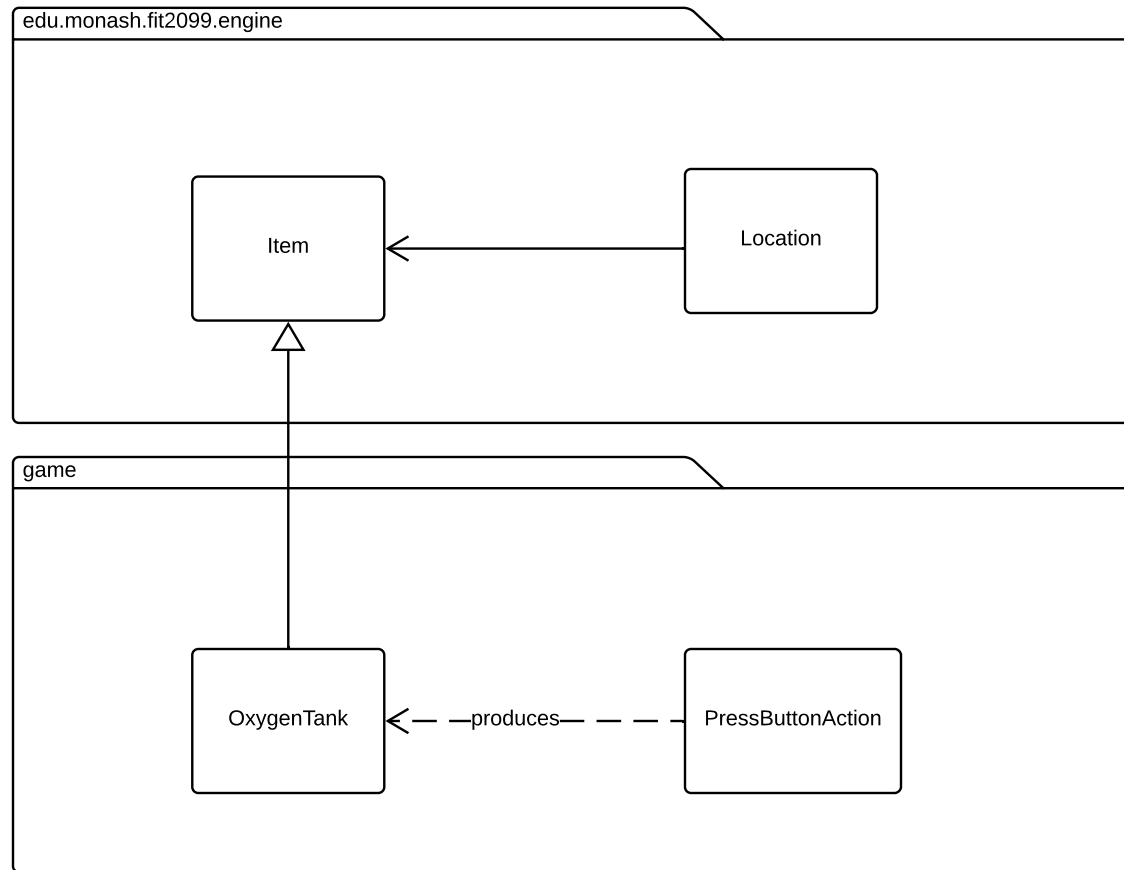 edu.monash.fit2099.engine
Item
Location
game
OxygenTank
produces
PressButtonAction